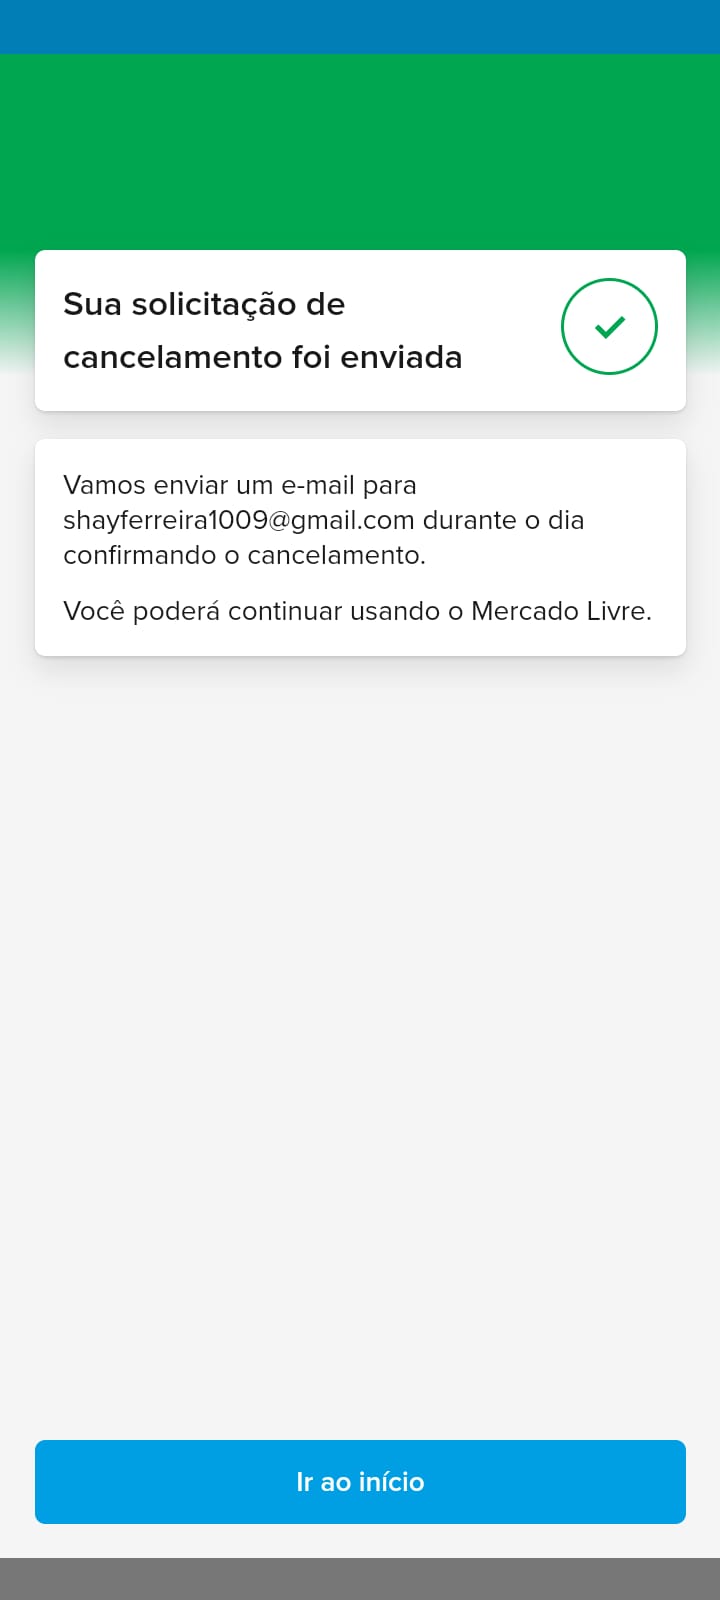 Sua solicitação de
cancelamento foi enviada
Vamos enviar um e-mail para
shayferreira1009@gmail.com durante o dia
confirmando o cancelamento.
Você poderá continuar usando o Mercado Livre.
Ir ao início